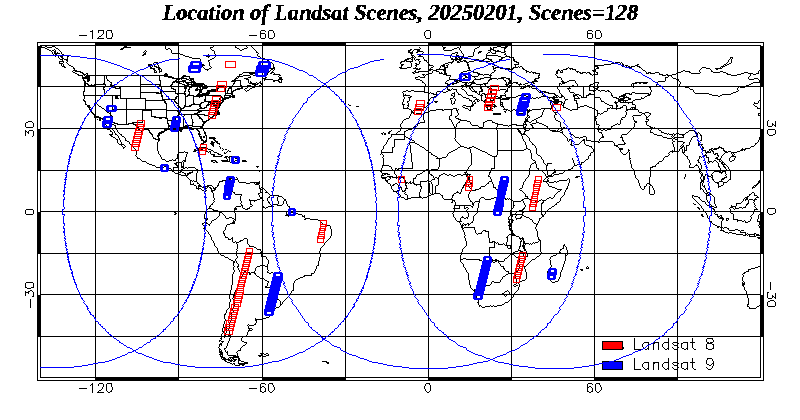 Location of Landsat Scenes, 20250201, Scenes=128
−120 −60 0 60
30 30
0 0
−30 −30
Landsat 8
Landsat 9
−120 −60 0 60